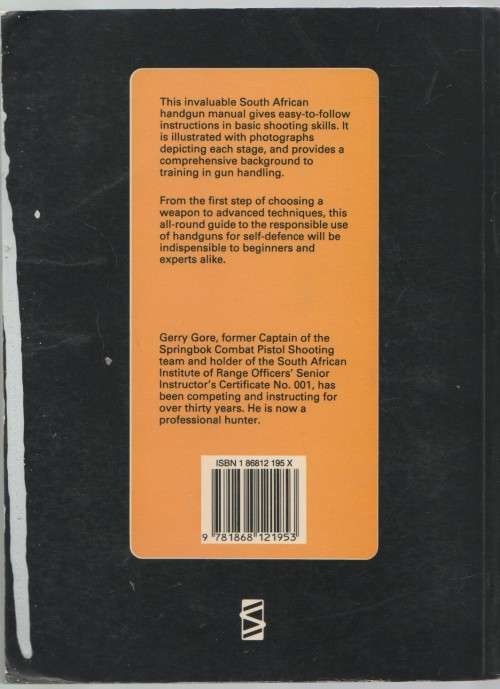 This invaluable South African
handgun manual gives easy-to-follow
instructions in basic shooting skills. It
is illustrated with photographs
depicting each stage, and provides a
comprehensive background to
training in gun handling.
From the first step of choosing a
weapon to advanced techniques, this
all-round guide to the responsible use
of handguns for self-defence will be
indispensible to beginners and
experts alike.
Gerry Gore, former Captain of the
Springbok Combat Pistol Shooting
team and holder of the South African
Institute of Range Officers' Senior
Instructor's Certificate No. 001, has
been competing and instructing for
over thirty years. He is now a
professional hunter.
ISBN 1 86812 195 X
9 781868 121953